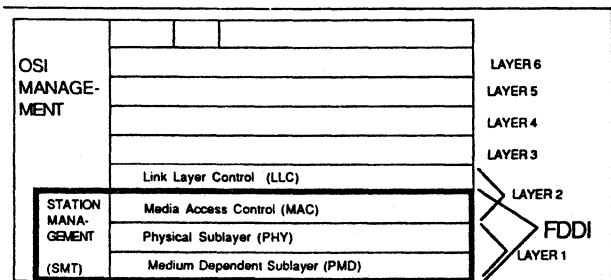 OSI
MANAGE-
MENT
LAYER 6
LAYER 5
LAYER 4
LAYER 3
Link Layer Control (LLC)
LAYER 2
STATION
MANA-
GEMENT
(SMT)
Media Access Control (MAC)
Physical Sublayer (PHY)
FDDI
LAYER 1
Medium Dependent Sublayer (PMD)